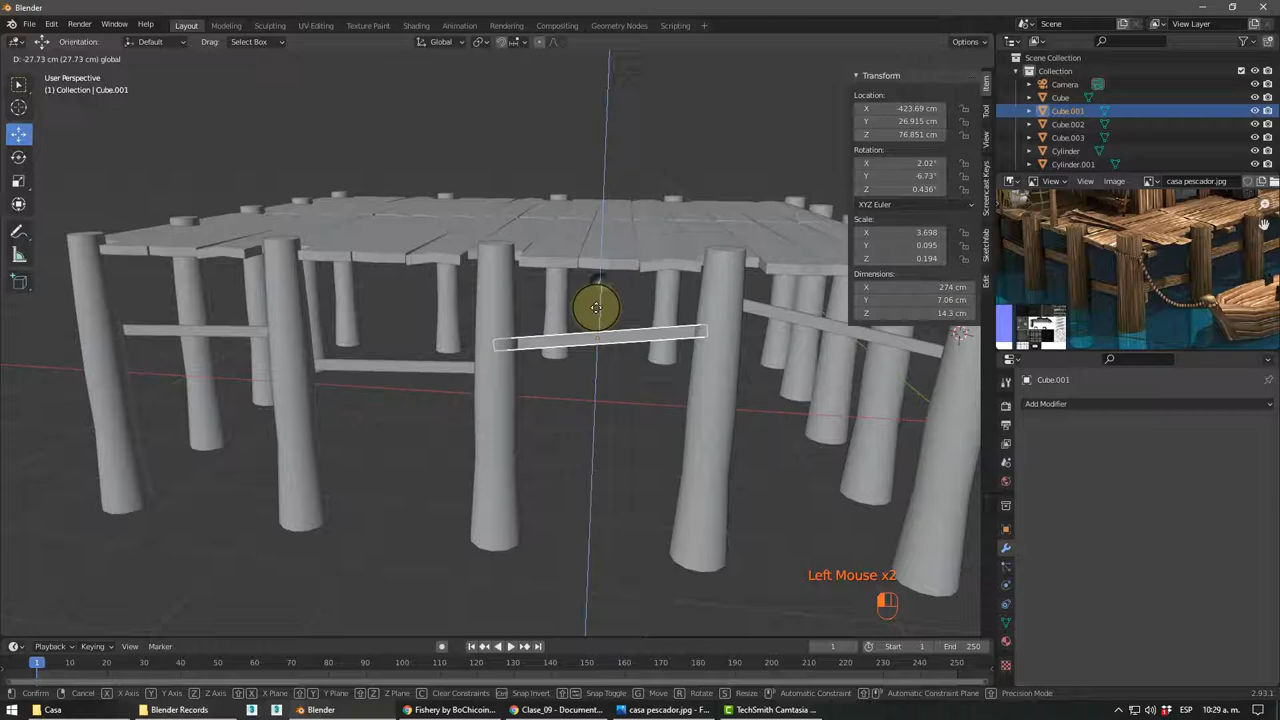 Blender
File Edit Render Window Help Layout Modeling Sculpting UV Editing Texture Paint Shading Animation Rendering Compositing Geometry Nodes Scripting + Scene View Layer
Orientation: Default Drag: Select Box Global Options
D: -27.73 cm (27.73 cm) global
User Perspective
(1) Collection | Cube.001
Transform
Location:
X -423.69 cm
Y 26.915 cm
Z 76.851 cm
Rotation:
X 2.02°
Y -6.73°
Z 0.436°
XYZ Euler
Scale:
X 3.698
Y 0.095
Z 0.194
Dimensions:
X 274 cm
Y 7.06 cm
Z 14.3 cm
Item
Tool
View
Screencast Keys
Sketchfab
Edit
Scene Collection
Collection
Camera
Cube
Cube.001
Cube.002
Cube.003
Cylinder
Cylinder.001
View View Image casa pescador.jpg
Cube.001
Add Modifier
Left Mouse x2
Playback Keying View Marker 1 Start 1 End 250
1 10 20 30 40 50 60 70 80 90 100 110 120 130 140 150 160 170 180 190 200 210 220 230 240 250
Confirm Cancel X X Axis Y Y Axis Z Z Axis X X Plane Y Y Plane Z Z Plane C Clear Constraints Snap Invert Snap Toggle G Move R Rotate S Resize Automatic Constraint Automatic Constraint Plane Precision Mode 2.93.1
Casa Blender Records Blender Fishery by BoChicoin... Clase_09 - Document... casa pescador.jpg - F... TechSmith Camtasia ... ESP 10:29 a. m.